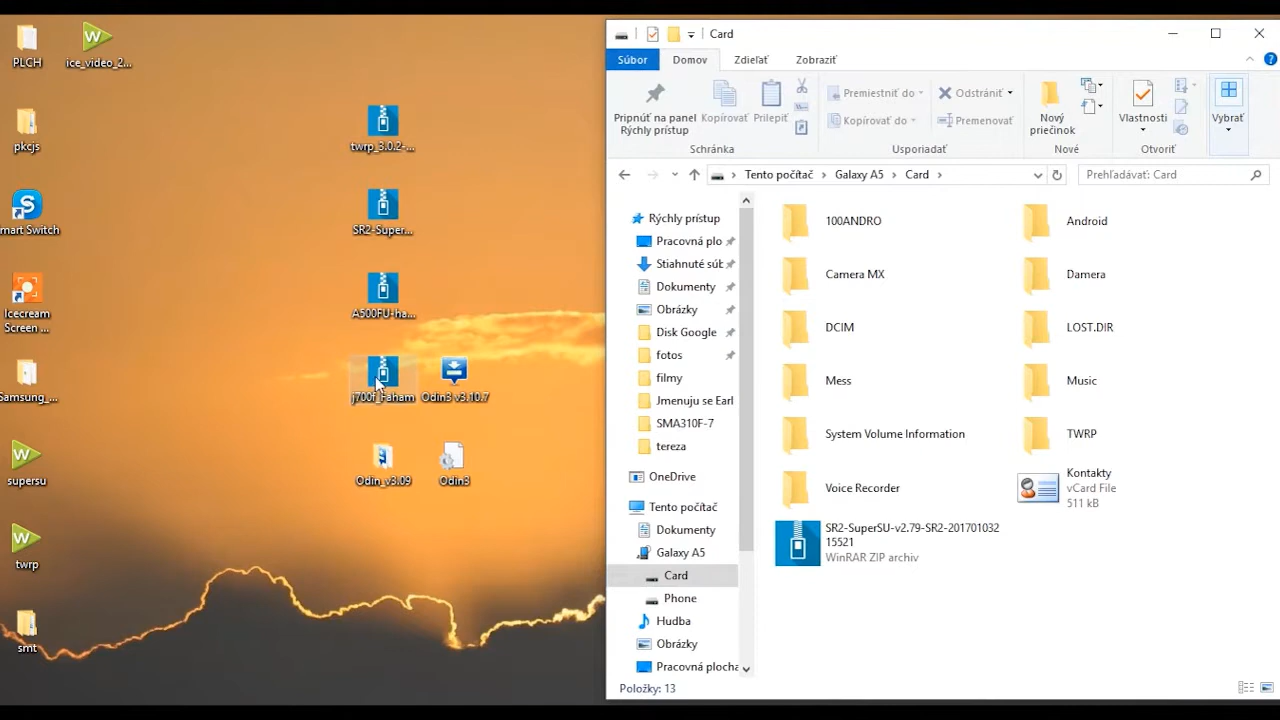 PLCH
ice_video_2...
pkcjs
mart Switch
Icecream
Screen ...
Samsung_...
supersu
twrp
smt
twrp_3.0.2-...
SR2-Super...
A500FU-ha...
j700f_Faham
Odin3 v3.10.7
Odin_v3.09
Odin3
Card
Súbor
Domov
Zdieľať
Zobraziť
Pripnúť na panel
Rýchly prístup
Kopírovať
Prilepiť
Schránka
Premiestniť do
Kopírovať do
Odstrániť
Premenovať
Usporiadať
Nový
priečinok
Nové
Vlastnosti
Otvoriť
Vybrať
Tento počítač > Galaxy A5 > Card >
Prehľadávať: Card
Rýchly prístup
Pracovná plo
Stiahnuté súb
Dokumenty
Obrázky
Disk Google
fotos
filmy
Jmenuju se Earl
SMA310F-7
tereza
OneDrive
Tento počítač
Dokumenty
Galaxy A5
Card
Phone
Hudba
Obrázky
Pracovná plocha
100ANDRO
Android
Camera MX
Damera
DCIM
LOST.DIR
Mess
Music
System Volume Information
TWRP
Voice Recorder
Kontakty
vCard File
511 kB
SR2-SuperSU-v2.79-SR2-201701032
15521
WinRAR ZIP archiv
Položky: 13